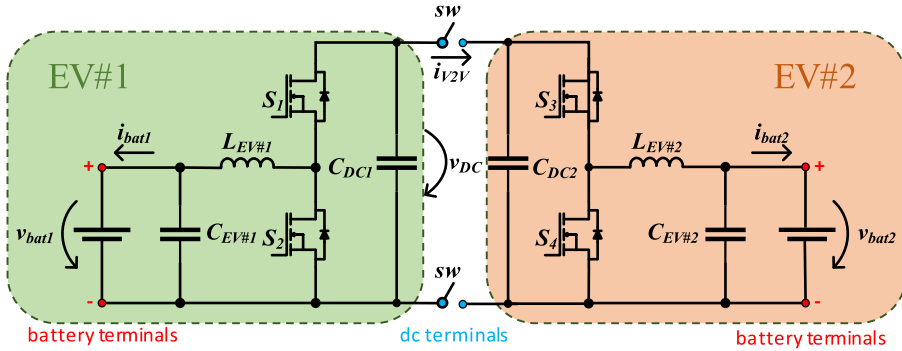 sw
EV#1
EV#2
iV2V
S1
S3
ibat1
LEV#1
LEV#2
ibat2
+
CDC1
vDC
CDC2
+
vbat1
CEV#1
S2
S4
CEV#2
vbat2
sw
-
-
battery terminals
dc terminals
battery terminals